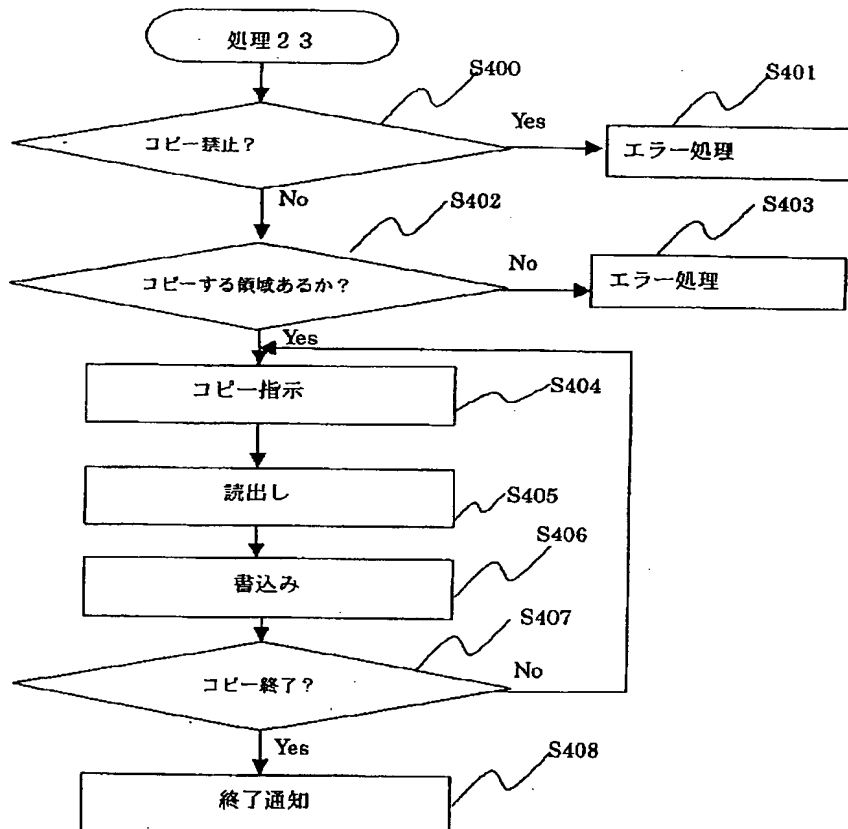 処理23
S400
S401
コピー禁止?
Yes
エラー処理
No
S402
S403
コピーする領域あるか?
No
エラー処理
Yes
コピー指示
S404
読出し
S405
S406
書込み
S407
コピー終了?
No
Yes
S408
終了通知